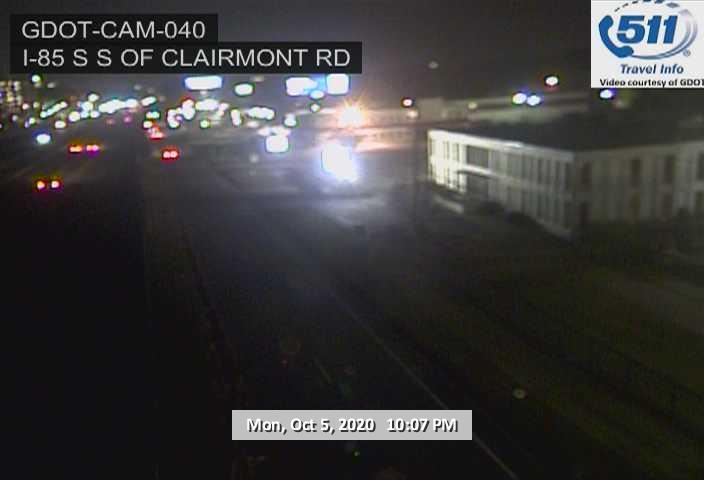 GDOT-CAM-040
I-85 S S OF CLAIRMONT RD
511
Travel Info
Video courtesy of GDOT
Mon, Oct 5, 2020 10:07 PM